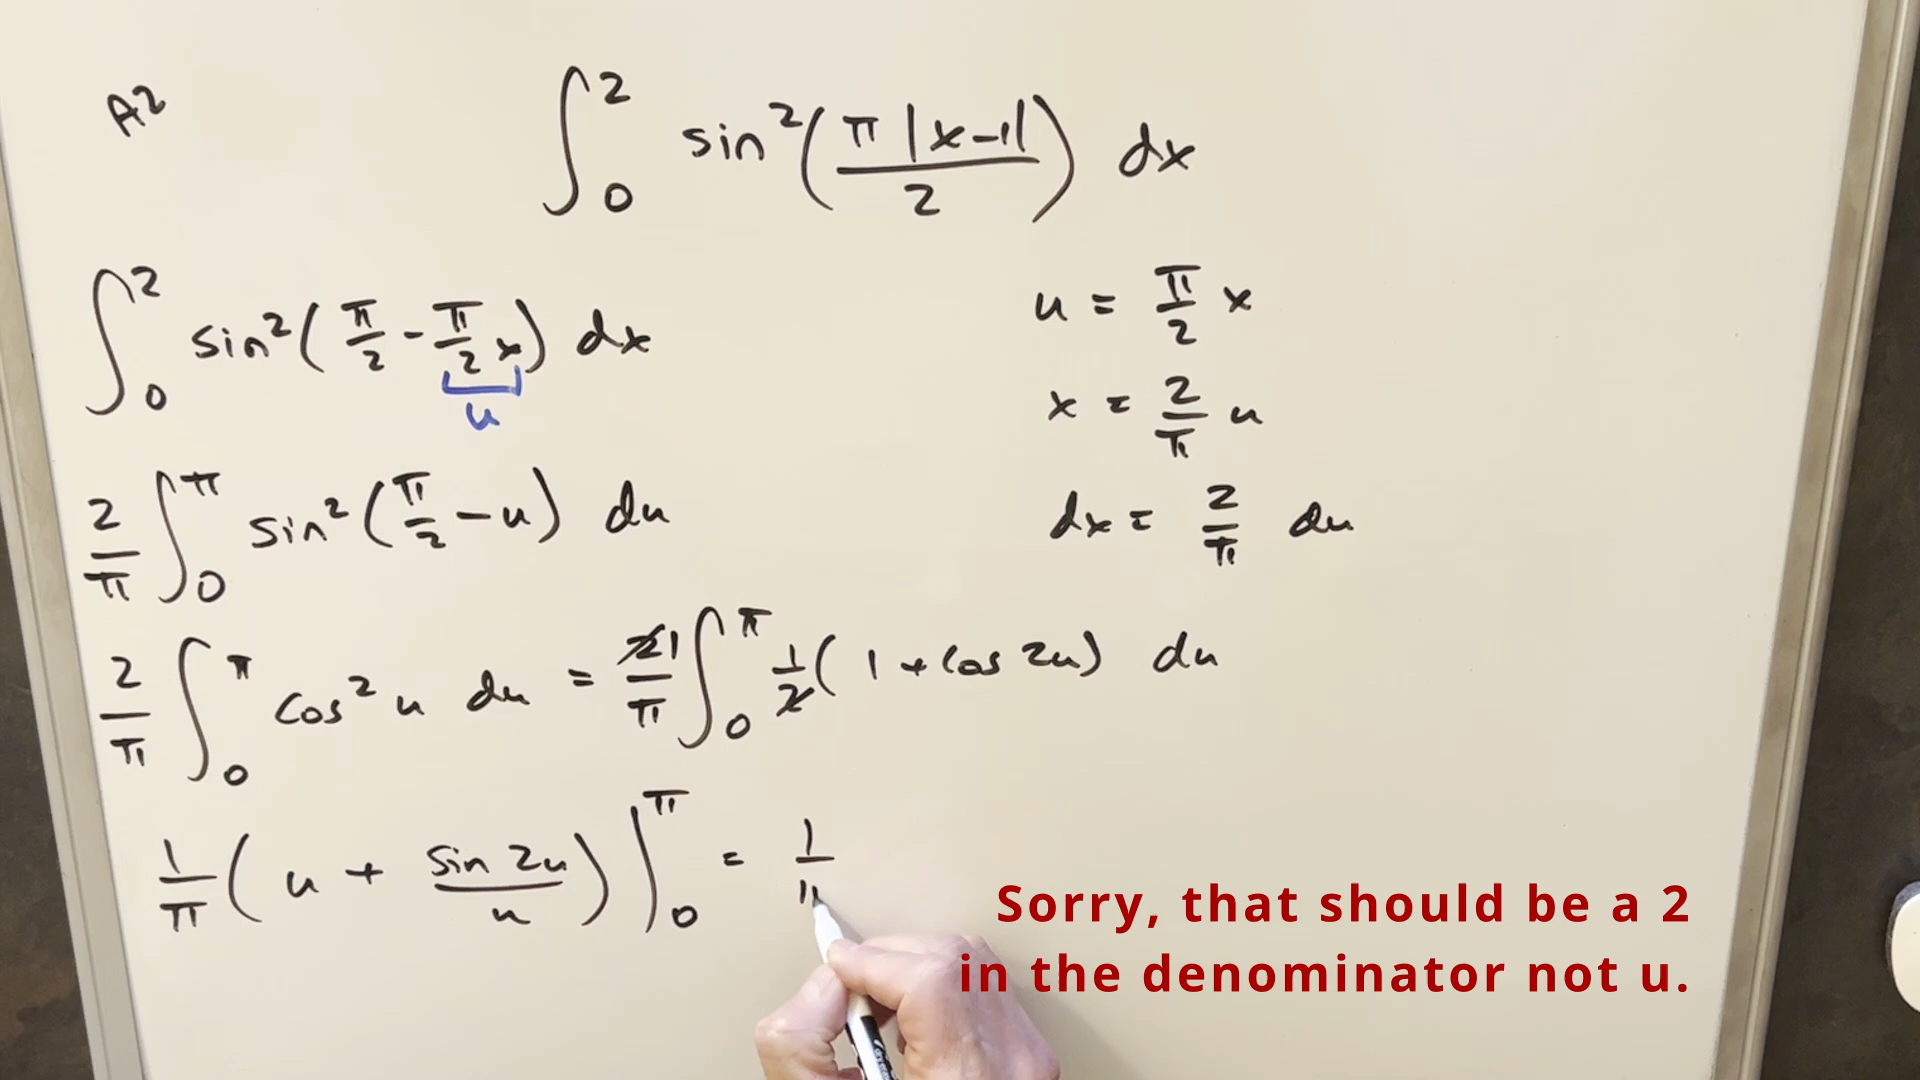 A2
∫₀² sin²(π|x-1|/2) dx
∫₀² sin²(π/2 - π/2 x) dx
u
u = π/2 x
x = 2/π u
dx = 2/π du
2/π ∫₀^π sin²(π/2 - u) du
2/π ∫₀^π cos² u du = 2̸1/π ∫₀^π 1/2̸ (1 + cos 2u) du
1/π (u + sin 2u/u) |₀^π = 1/π
Sorry, that should be a 2
in the denominator not u.